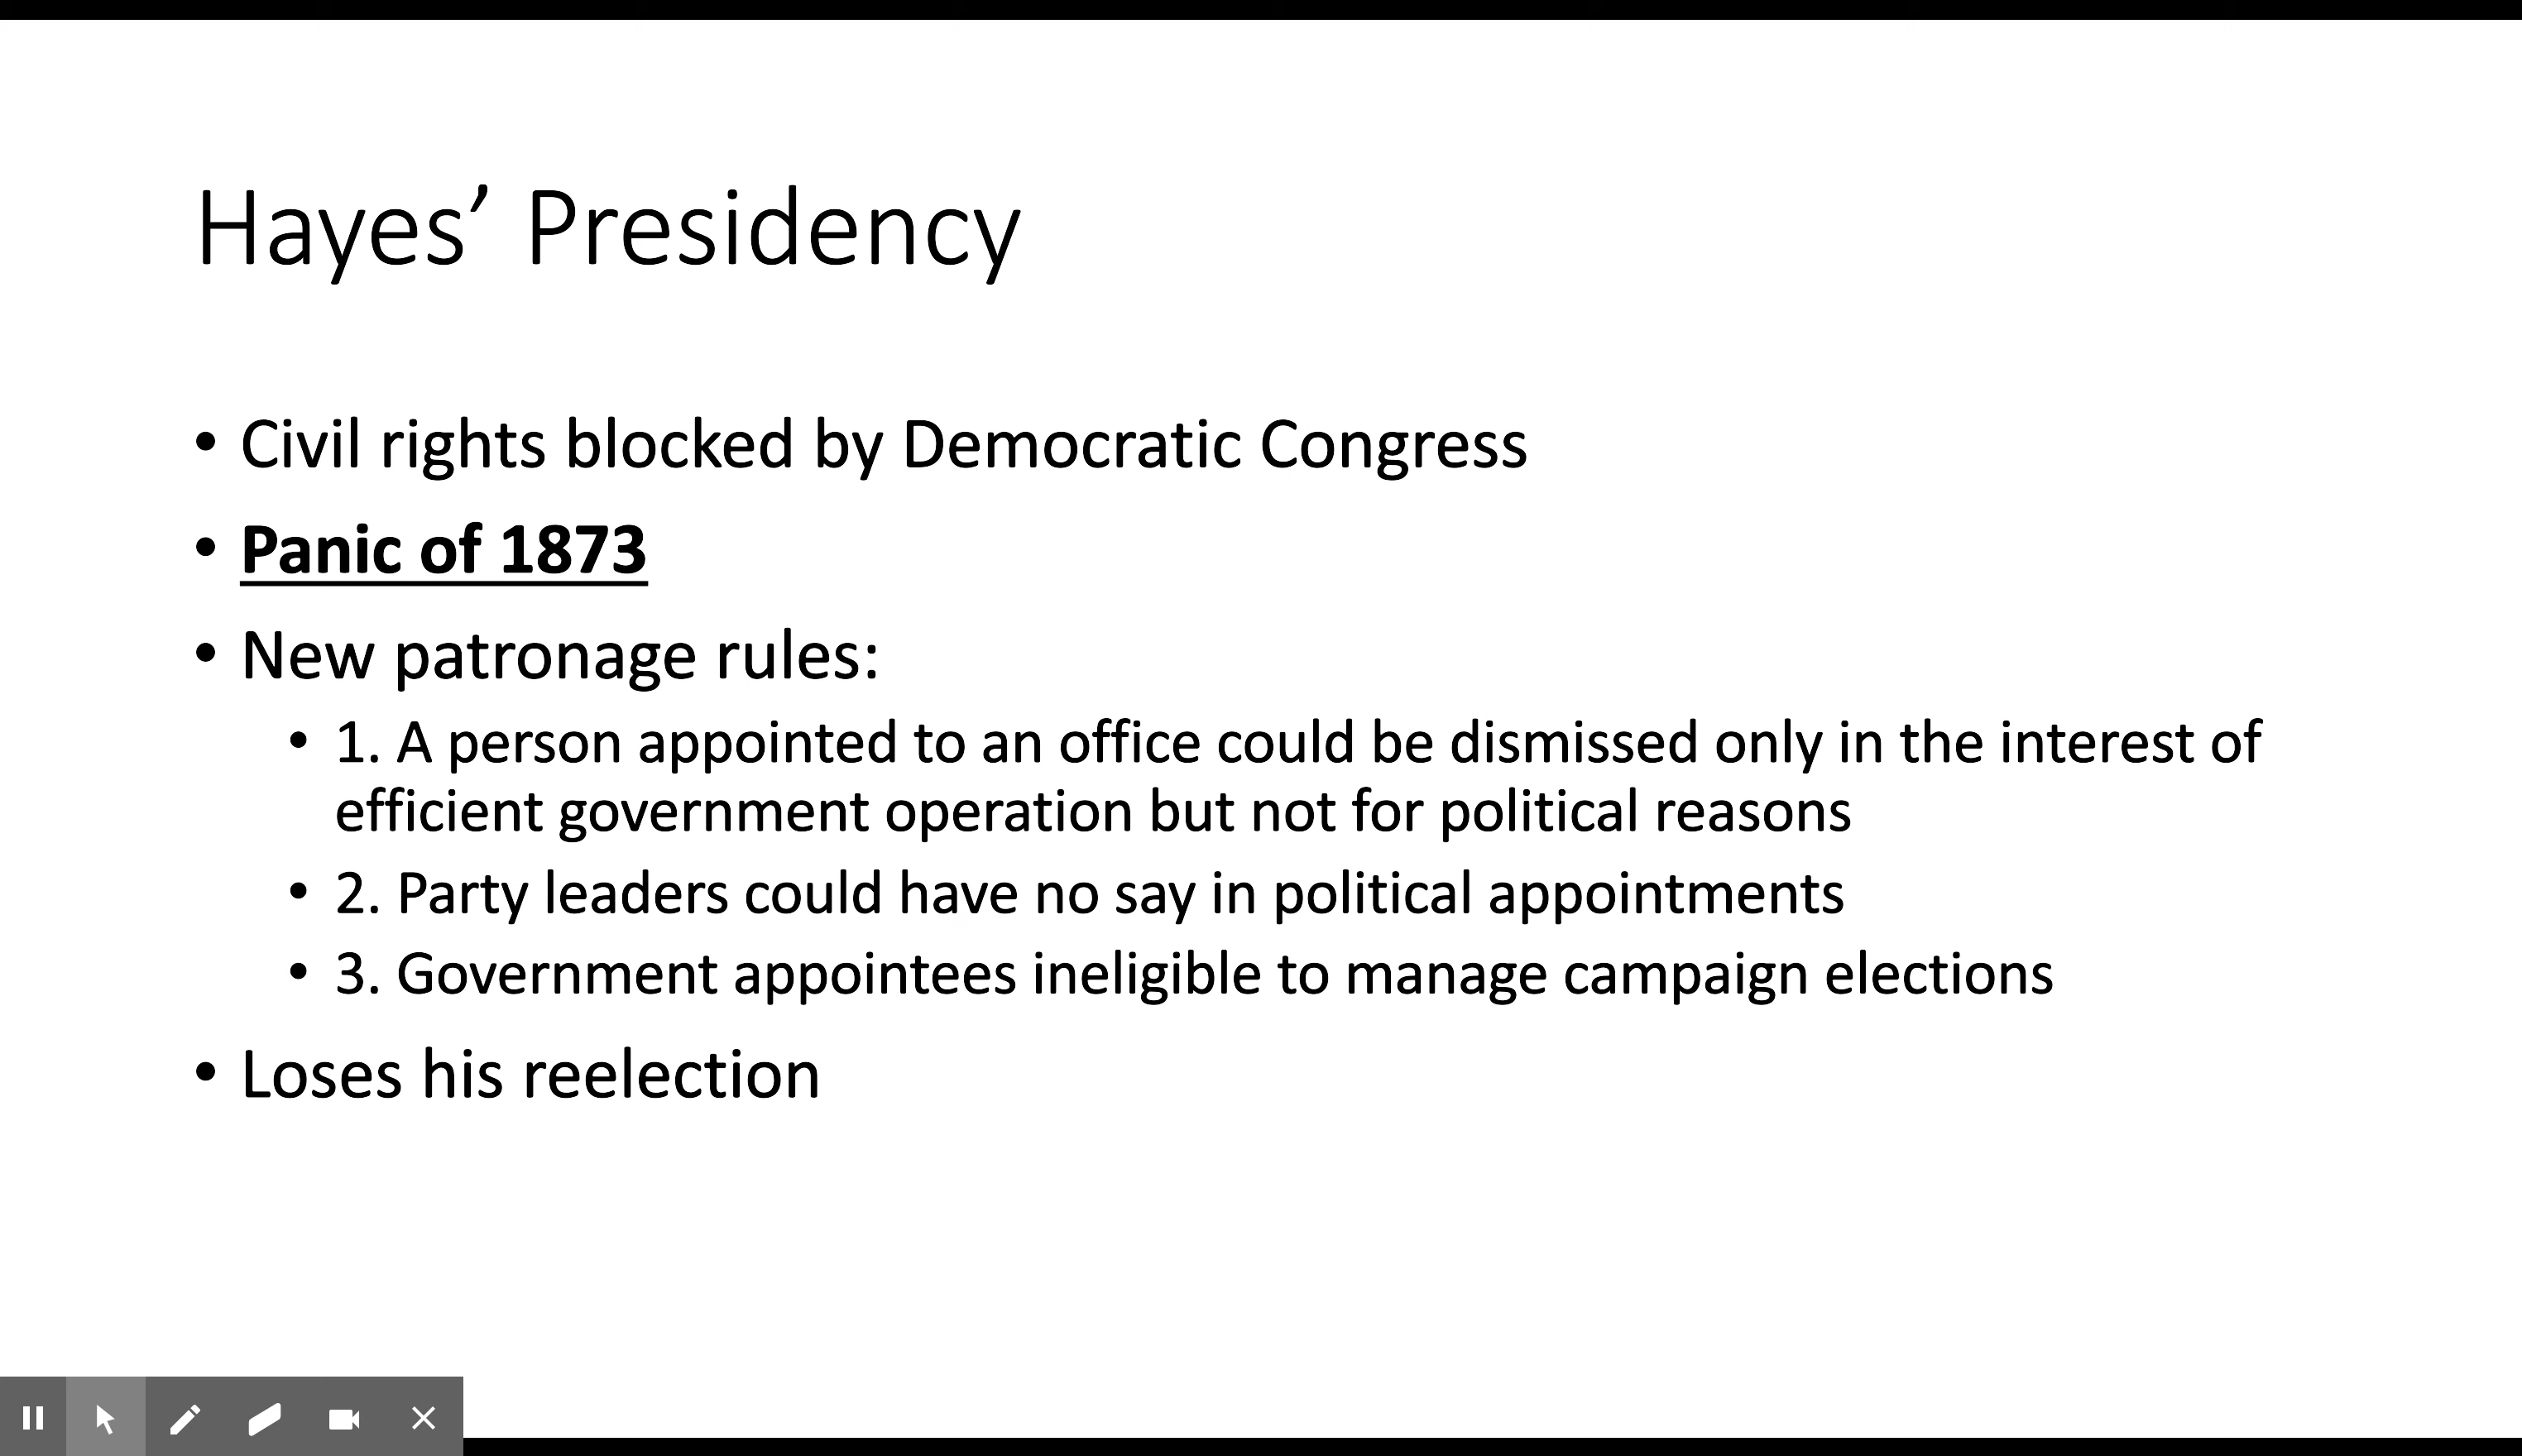 Hayes’ Presidency
• Civil rights blocked by Democratic Congress
• Panic of 1873
• New patronage rules:
• 1. A person appointed to an office could be dismissed only in the interest of
efficient government operation but not for political reasons
• 2. Party leaders could have no say in political appointments
• 3. Government appointees ineligible to manage campaign elections
• Loses his reelection